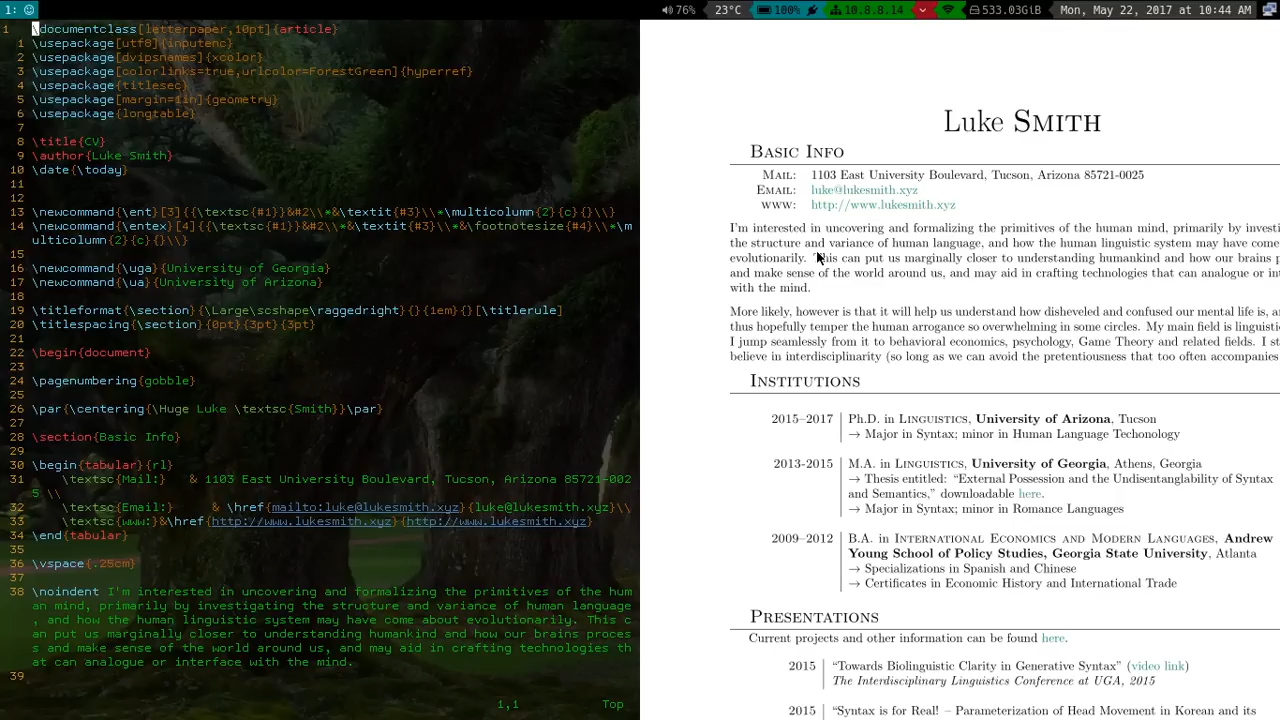 1:
76% 23°C 100% 10.8.8.14 533.03GiB Mon, May 22, 2017 10:44 AM
1 \documentclass[letterpaper,10pt]{article}
1 \usepackage[utf8]{inputenc}
2 \usepackage[dvipsnames]{xcolor}
3 \usepackage[colorlinks=true,urlcolor=ForestGreen]{hyperref}
4 \usepackage{titlesec}
5 \usepackage[margin=1in]{geometry}
6 \usepackage{longtable}
7
8 \title{CV}
9 \author{Luke Smith}
10 \date{\today}
11
12
13 \newcommand{\ent}[3]{{\textsc{#1}}&#2\\*&\textit{#3}\\*\multicolumn{2}{c}{}\\}
14 \newcommand{\entex}[4]{{\textsc{#1}}&#2\\*&\textit{#3}\\*&\footnotesize{#4}\\*\m
ulticolumn{2}{c}{}\\}
15
16 \newcommand{\uga}{University of Georgia}
17 \newcommand{\ua}{University of Arizona}
18
19 \titleformat{\section}{\Large\scshape\raggedright}{}{1em}{}[\titlerule]
20 \titlespacing{\section}{0pt}{3pt}{3pt}
21
22 \begin{document}
23
24 \pagenumbering{gobble}
25
26 \par{\centering{\Huge Luke \textsc{Smith}}\par}
27
28 \section{Basic Info}
29
30 \begin{tabular}{rl}
31 \textsc{Mail:} & 1103 East University Boulevard, Tucson, Arizona 85721-002
5 \\
32 \textsc{Email:} & \href{mailto:luke@lukesmith.xyz}{luke@lukesmith.xyz}\\
33 \textsc{www:}&\href{http://www.lukesmith.xyz}{http://www.lukesmith.xyz}
34 \end{tabular}
35
36 \vspace{.25cm}
37
38 \noindent I'm interested in uncovering and formalizing the primitives of the hum
an mind, primarily by investigating the structure and variance of human language
, and how the human linguistic system may have come about evolutionarily. This c
an put us marginally closer to understanding humankind and how our brains proces
s and make sense of the world around us, and may aid in crafting technologies th
at can analogue or interface with the mind.
39
1,1 Top
Luke SMITH
BASIC INFO
MAIL: 1103 East University Boulevard, Tucson, Arizona 85721-0025
EMAIL: luke@lukesmith.xyz
WWW: http://www.lukesmith.xyz
I'm interested in uncovering and formalizing the primitives of the human mind, primarily by investi
the structure and variance of human language, and how the human linguistic system may have come
evolutionarily. This can put us marginally closer to understanding humankind and how our brains p
and make sense of the world around us, and may aid in crafting technologies that can analogue or in
with the mind.
More likely, however is that it will help us understand how disheveled and confused our mental life is, an
thus hopefully temper the human arrogance so overwhelming in some circles. My main field is linguisti
I jump seamlessly from it to behavioral economics, psychology, Game Theory and related fields. I st
believe in interdisciplinarity (so long as we can avoid the pretentiousness that too often accompanies
INSTITUTIONS
2015–2017 Ph.D. in LINGUISTICS, University of Arizona, Tucson
→ Major in Syntax; minor in Human Language Techonology
2013-2015 M.A. in LINGUISTICS, University of Georgia, Athens, Georgia
→ Thesis entitled: “External Possession and the Undisentanglability of Syntax
and Semantics,” downloadable here.
→ Major in Syntax; minor in Romance Languages
2009–2012 B.A. in INTERNATIONAL ECONOMICS AND MODERN LANGUAGES, Andrew
Young School of Policy Studies, Georgia State University, Atlanta
→ Specializations in Spanish and Chinese
→ Certificates in Economic History and International Trade
PRESENTATIONS
Current projects and other information can be found here.
2015 “Towards Biolinguistic Clarity in Generative Syntax” (video link)
The Interdisciplinary Linguistics Conference at UGA, 2015
2015 “Syntax is for Real! – Parameterization of Head Movement in Korean and its